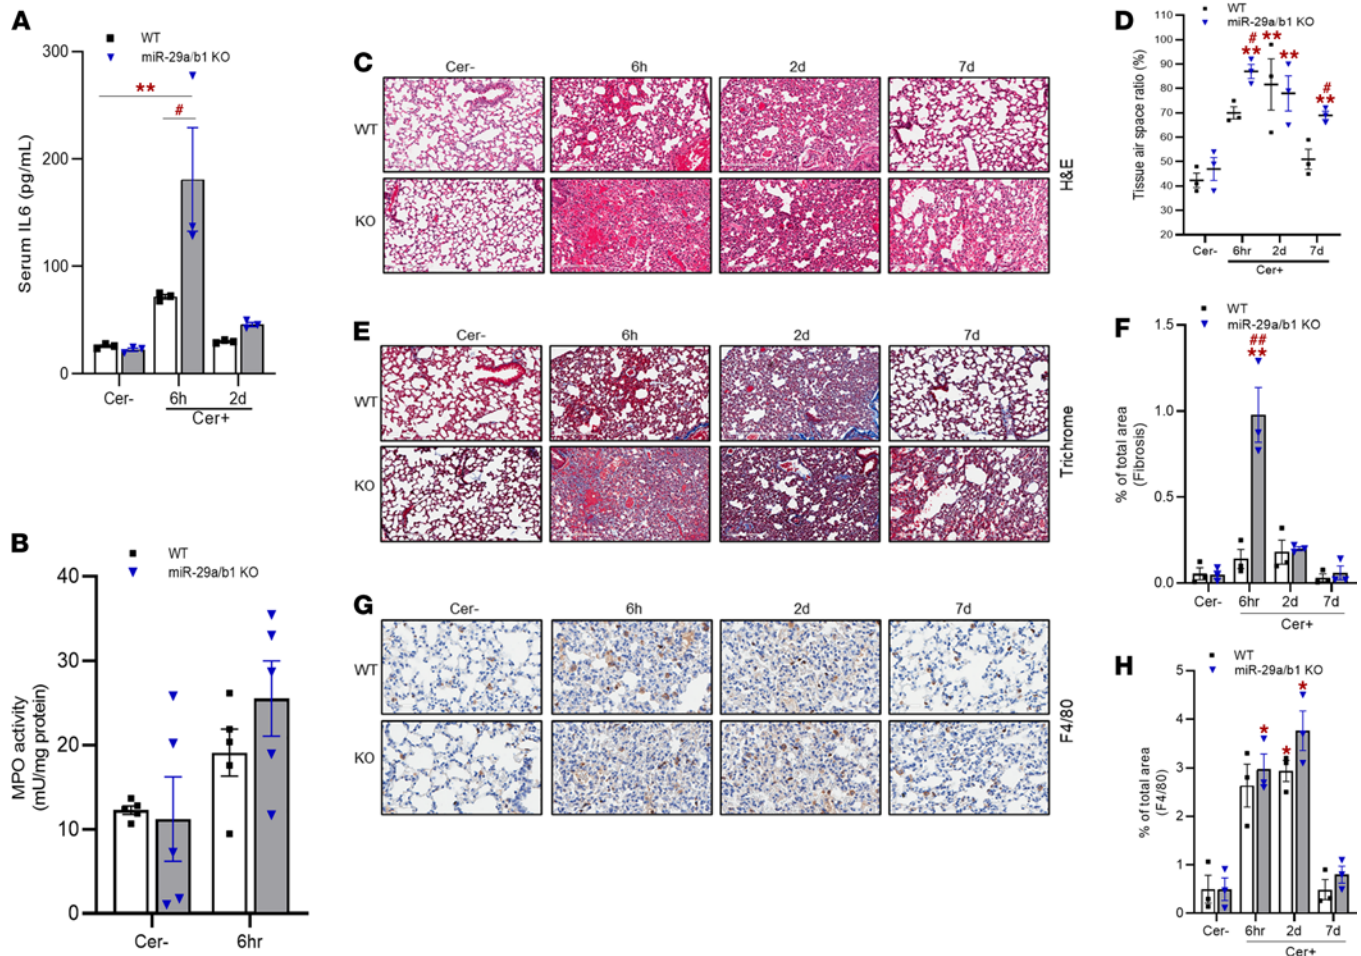 A
WT
miR-29a/b1 KO
Serum IL6 (pg/mL)
300
200
100
0
**
#
Cer-
6h
2d
Cer+
B
WT
miR-29a/b1 KO
MPO activity
(mU/mg protein)
40
30
20
10
0
Cer-
6hr
C
Cer-
6h
2d
7d
WT
KO
H&E
E
Cer-
6h
2d
7d
WT
KO
Trichrome
G
Cer-
6h
2d
7d
WT
KO
F4/80
D
WT
miR-29a/b1 KO
Tissue air space ratio (%)
110
100
90
80
70
60
50
40
30
20
#
**
**
**
#
**
Cer-
6hr
2d
7d
Cer+
F
WT
miR-29a/b1 KO
% of total area
(Fibrosis)
1.5
1.0
0.5
0.0
##
**
Cer-
6hr
2d
7d
Cer+
H
WT
miR-29a/b1 KO
% of total area
(F4/80)
5
4
3
2
1
0
*
*
*
Cer-
6hr
2d
7d
Cer+